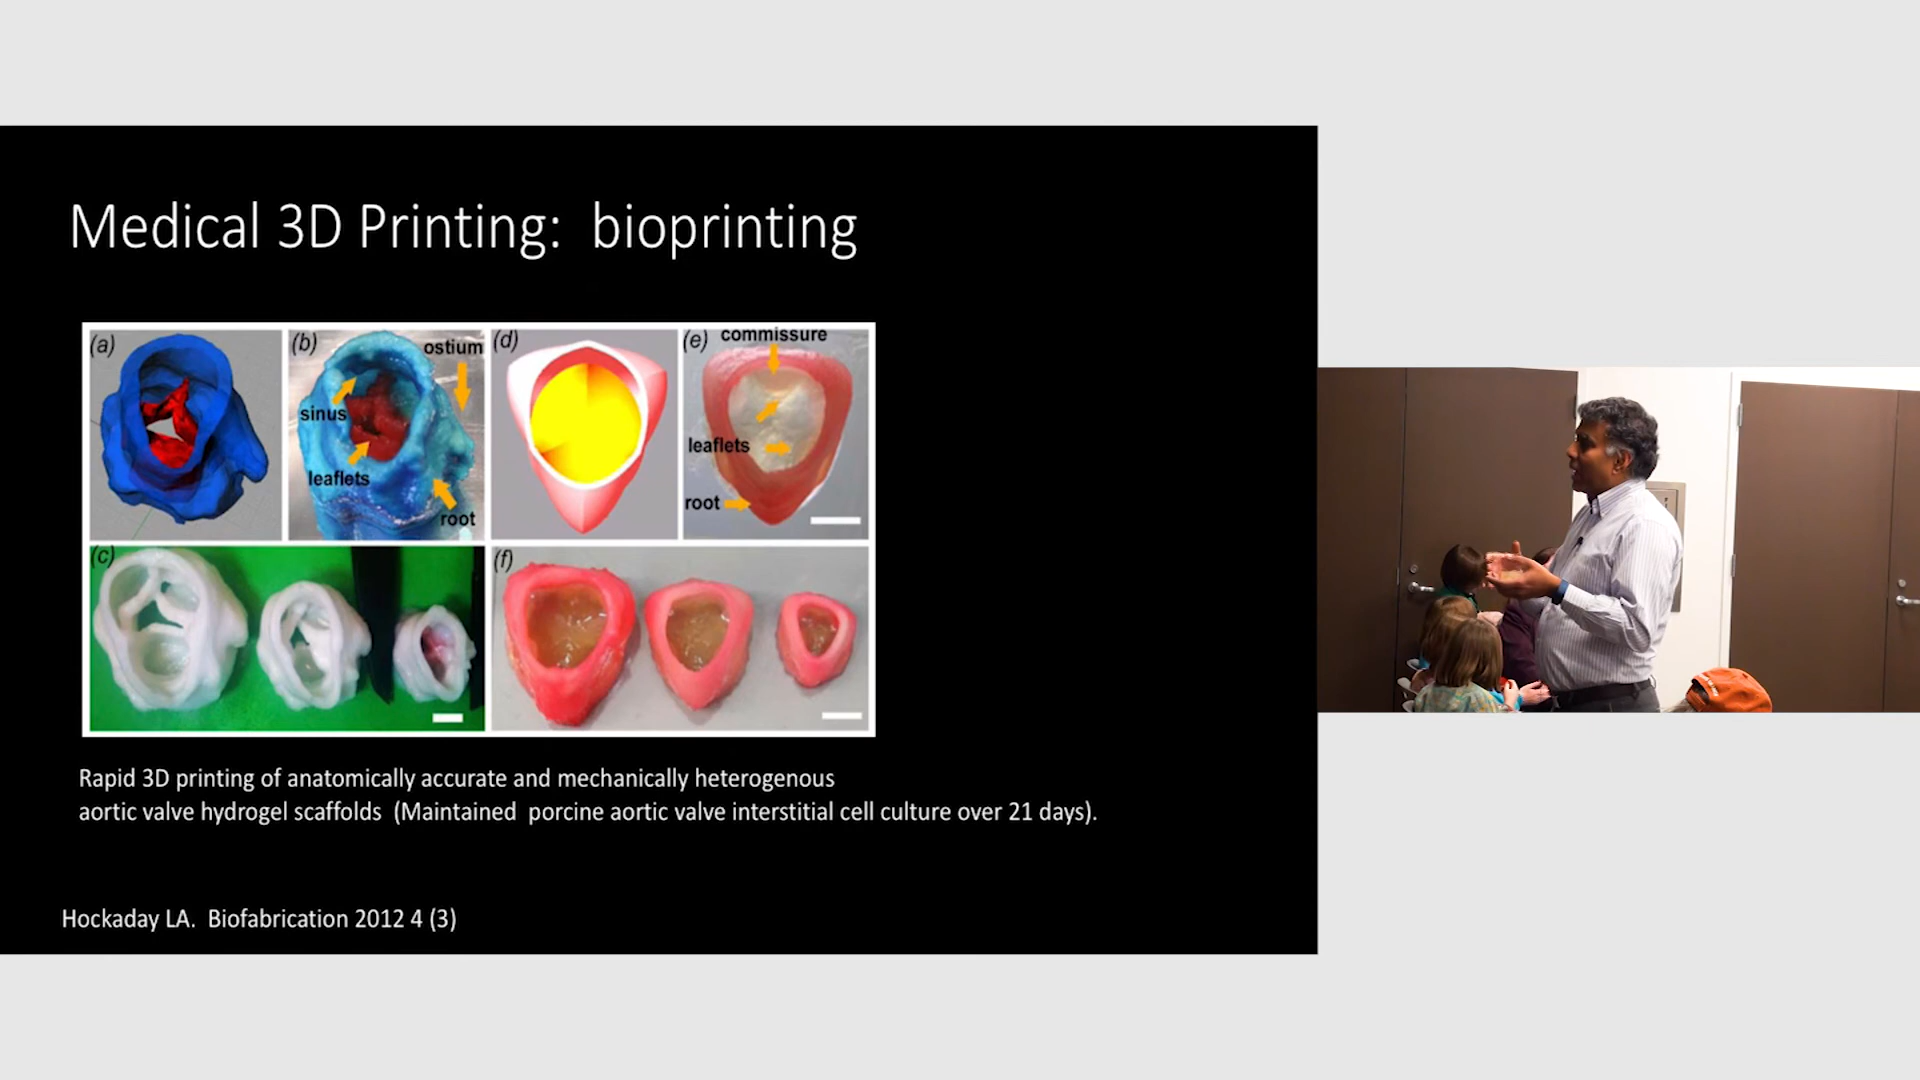 Medical 3D Printing: bioprinting
(a)
(b)
ostium
sinus
leaflets
root
(d)
(e)
commissure
leaflets
root
(c)
(f)
Rapid 3D printing of anatomically accurate and mechanically heterogenous
aortic valve hydrogel scaffolds (Maintained porcine aortic valve interstitial cell culture over 21 days).
Hockaday LA. Biofabrication 2012 4 (3)